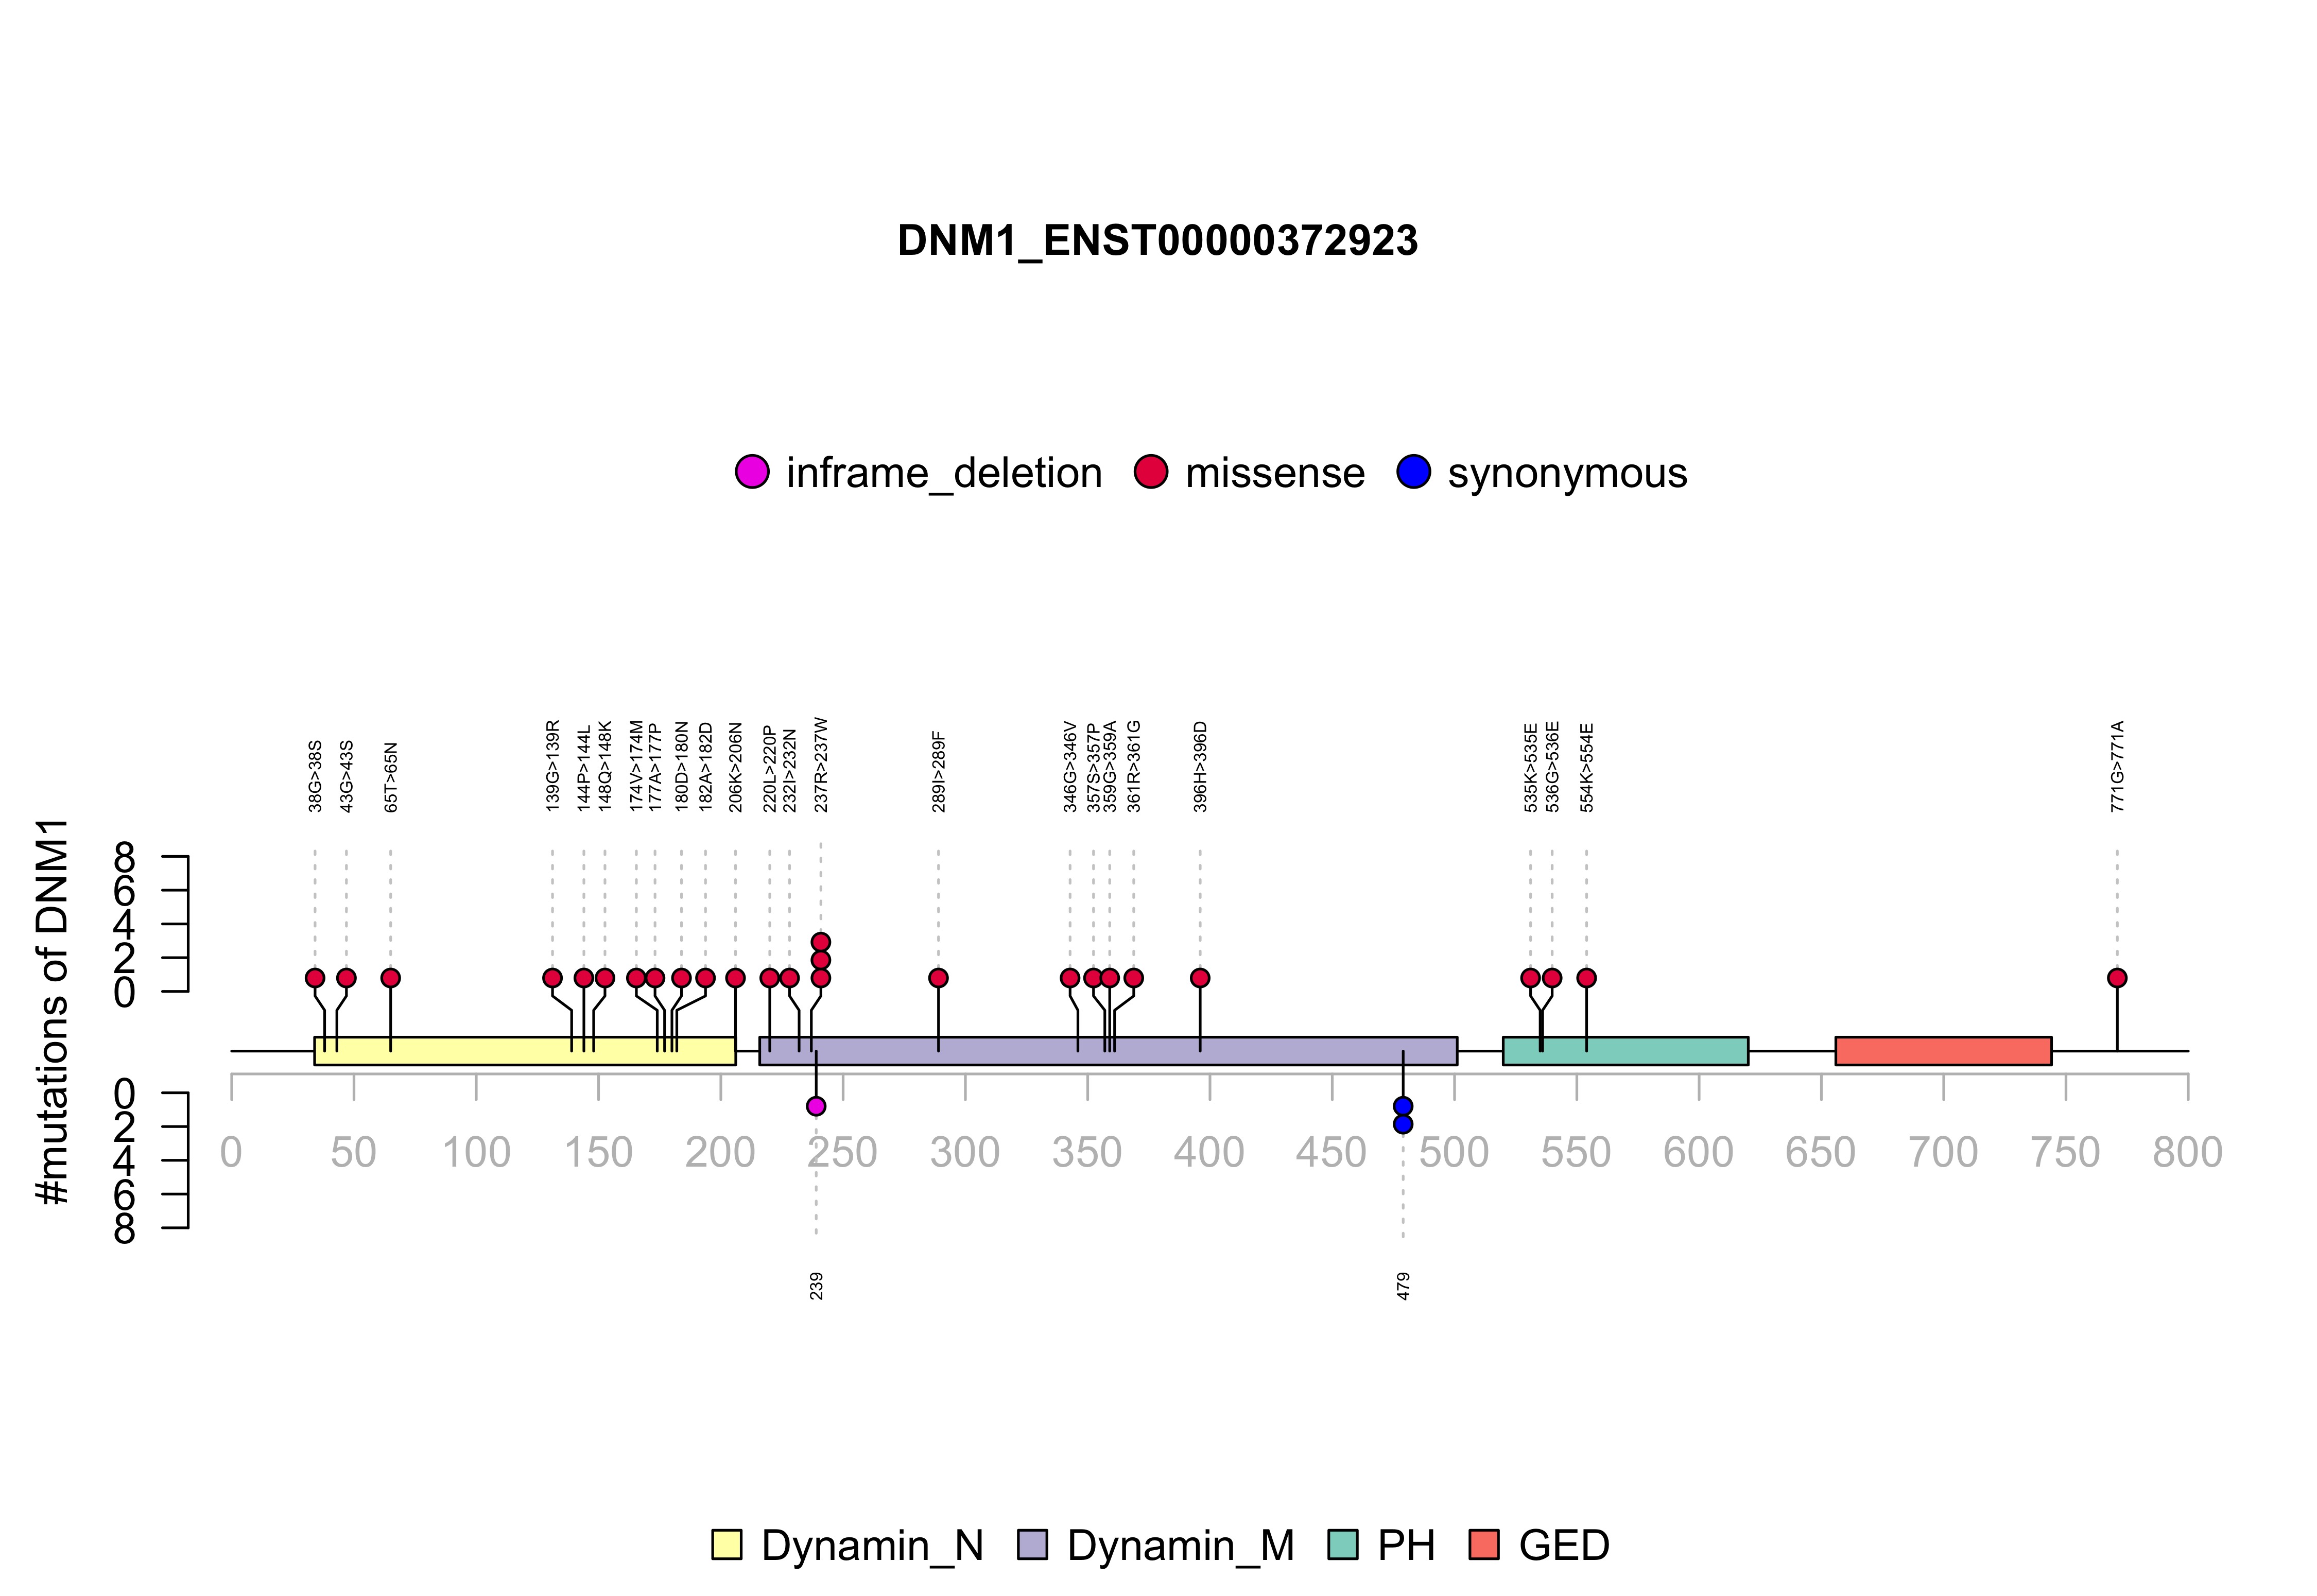 DNM1_ENST00000372923
inframe_deletion missense synonymous
38G>38S
43G>43S
65T>65N
139G>139R
144P>144L
148Q>148K
174V>174M
177A>177P
180D>180N
182A>182D
206K>206N
220L>220P
232I>232N
237R>237W
289I>289F
346G>346V
357S>357P
359G>359A
361R>361G
396H>396D
535K>535E
536G>536E
554K>554E
771G>771A
#mutations of DNM1
8
6
4
2
0
0
2
4
6
8
0 50 100 150 200 250 300 350 400 450 500 550 600 650 700 750 800
239
479
Dynamin_N Dynamin_M PH GED